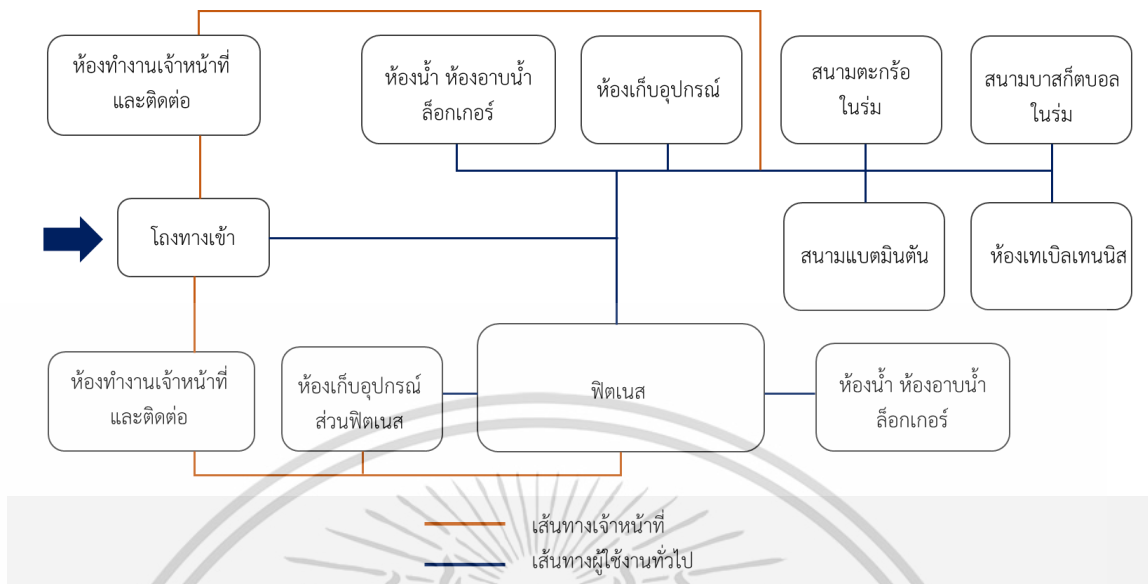 ห้องทำงานเจ้าหน้าที่
และติดต่อ
ห้องน้ำ ห้องอาบน้ำ
ล็อกเกอร์
ห้องเก็บอุปกรณ์
สนามตะกร้อ
ในร่ม
สนามบาสก็ตบอล
ในร่ม
โถงทางเข้า
สนามแบตมินตัน
ห้องเทเบิลเทนนิส
ห้องทำงานเจ้าหน้าที่
และติดต่อ
ห้องเก็บอุปกรณ์
ส่วนฟิตเนส
ฟิตเนส
ห้องน้ำ ห้องอาบน้ำ
ล็อกเกอร์
เส้นทางเจ้าหน้าที่
เส้นทางผู้ใช้งานทั่วไป